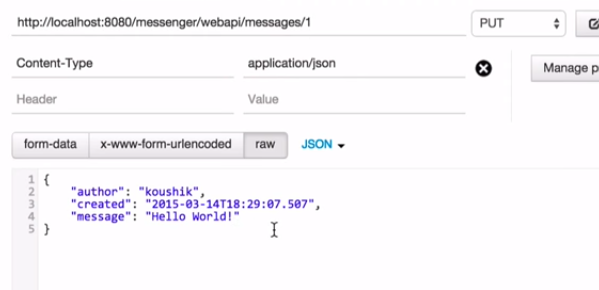 http://localhost:8080/messenger/webapi/messages/1 PUT
Content-Type application/json
Manage p
Header Value
form-data x-www-form-urlencoded raw JSON
1 {
2 "author": "koushik",
3 "created": "2015-03-14T18:29:07.507",
4 "message": "Hello World!"
5 }